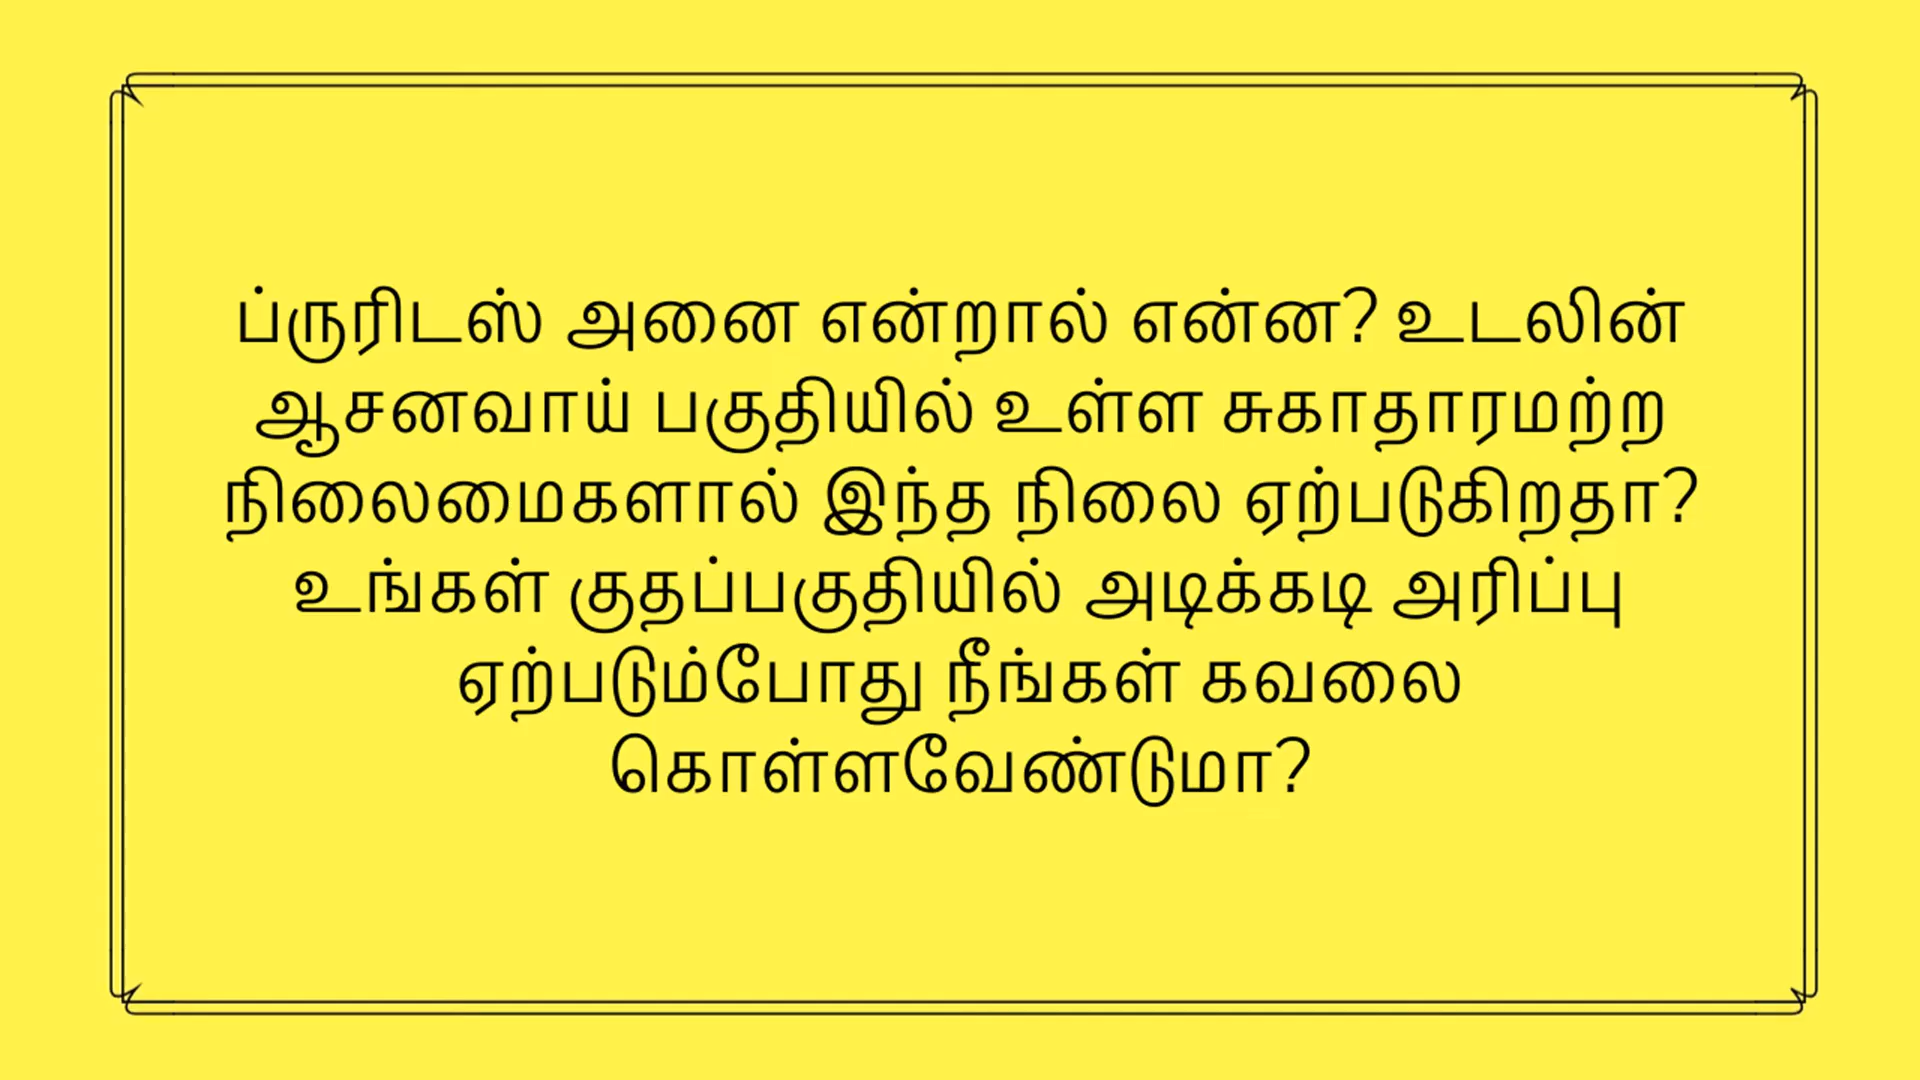 ப்ருரிடஸ் அனை என்றால் என்ன? உடலின்
ஆசனவாய் பகுதியில் உள்ள சுகாதாரமற்ற
நிலைமைகளால் இந்த நிலை ஏற்படுகிறதா?
உங்கள் குதப்பகுதியில் அடிக்கடி அரிப்பு
ஏற்படும்போது நீங்கள் கவலை
கொள்ளவேண்டுமா?